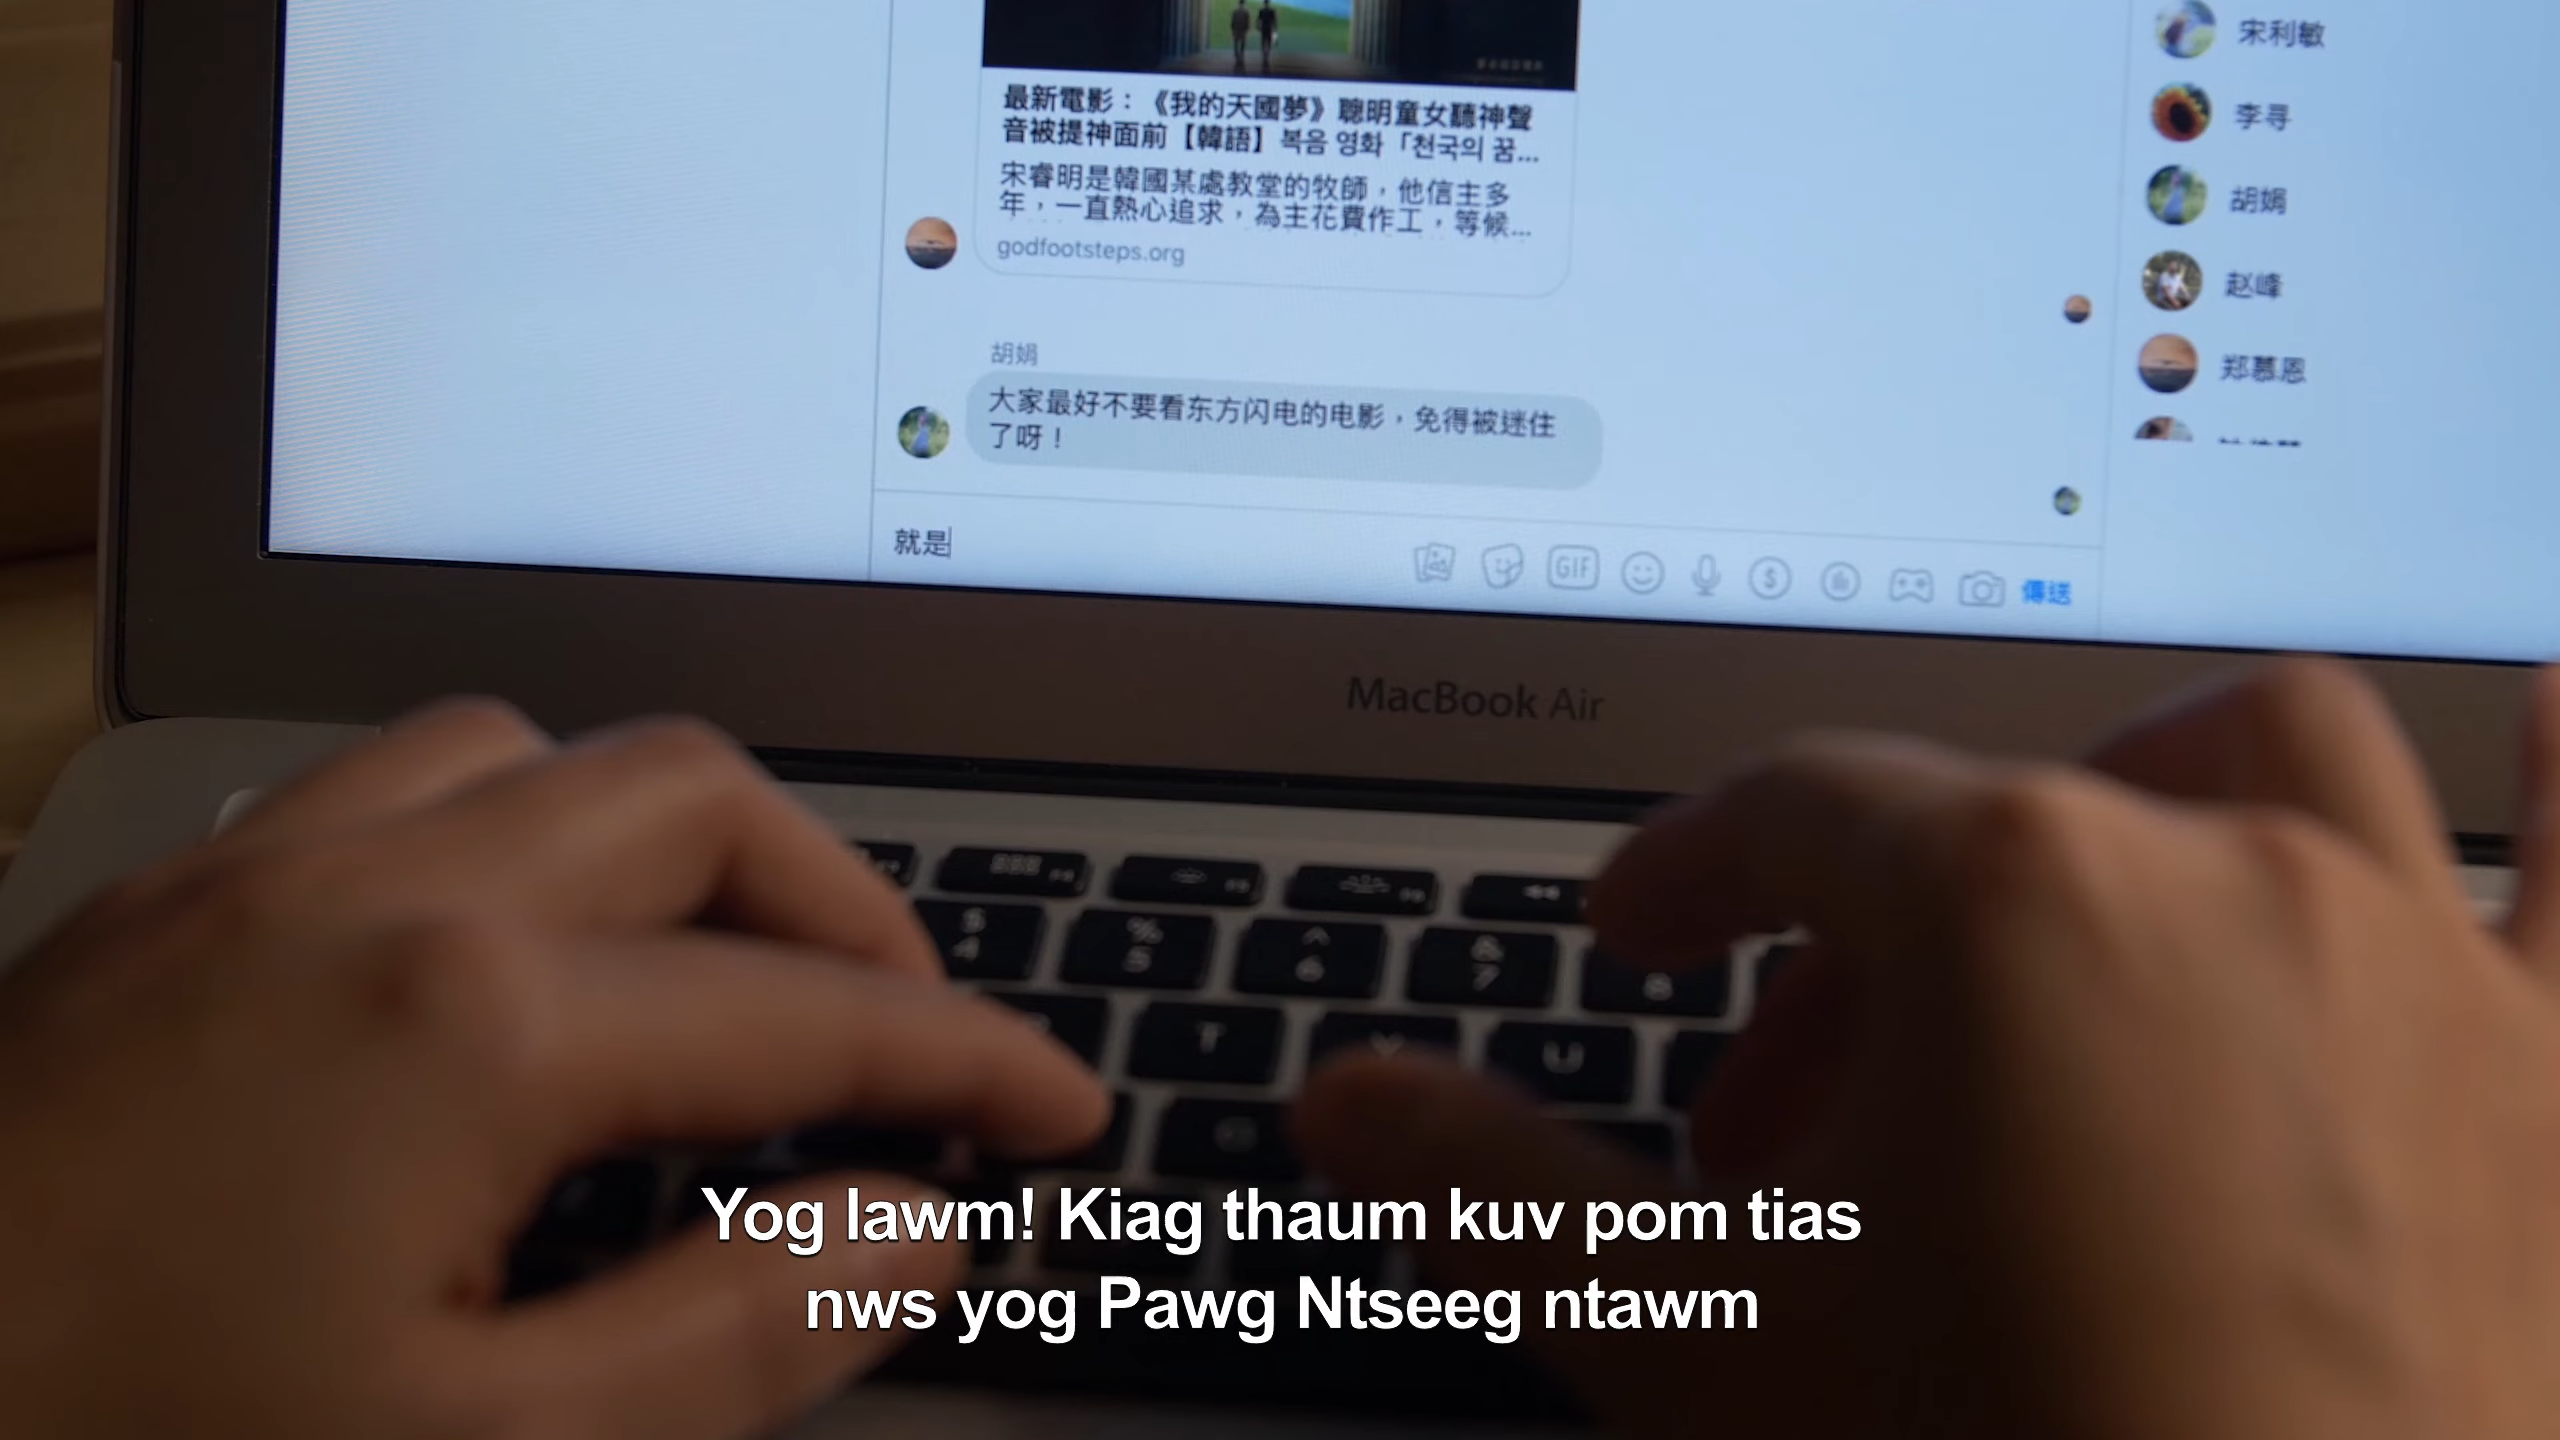 最新電影：《我的天國夢》聰明童女聽神聲
音被提神面前【韓語】복음 영화「천국의 꿈...
宋睿明是韓國某處教堂的牧師，他信主多
年，一直熱心追求，為主花費作工，等候...
godfootsteps.org
胡娟
大家最好不要看东方闪电的电影，免得被迷住
了呀！
就是
GIF
傳送
宋利敏
李寻
胡娟
赵峰
郑慕恩
MacBook Air
$ 4
% 5
^ 6
& 7
8
T
Y
U
G
Yog lawm! Kiag thaum kuv pom tias
nws yog Pawg Ntseeg ntawm